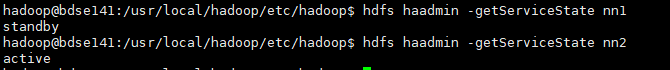 hadoop@bdse141:/usr/local/hadoop/etc/hadoop$ hdfs haadmin -getServiceState nn1
standby
hadoop@bdse141:/usr/local/hadoop/etc/hadoop$ hdfs haadmin -getServiceState nn2
active